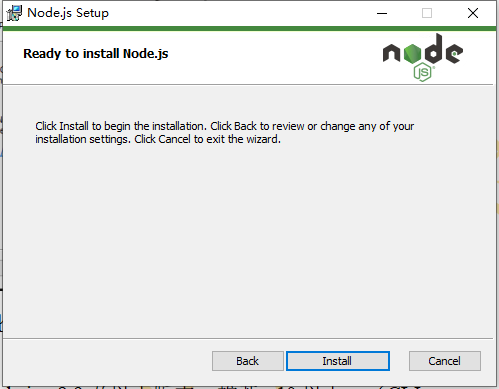 Node.js Setup
Ready to install Node.js
node
JS
Click Install to begin the installation. Click Back to review or change any of your
installation settings. Click Cancel to exit the wizard.
Back
Install
Cancel